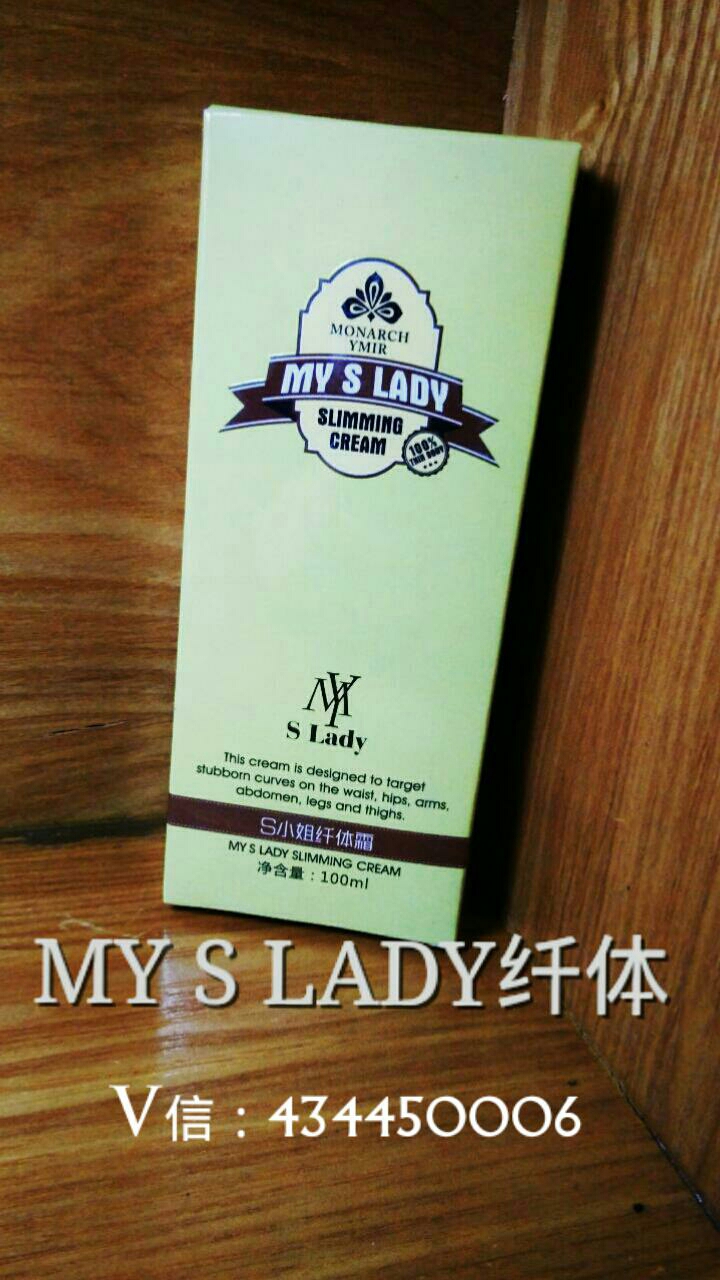 MONARCH
YMIR
MY S LADY
SLIMMING
CREAM
100%
THIN BODY
MY
S Lady
This cream is designed to target
stubborn curves on the waist, hips, arms,
abdomen, legs and thighs.
S小姐纤体霜
MY S LADY SLIMMING CREAM
净含量：100ml
MY S LADY纤体
V信：434450006